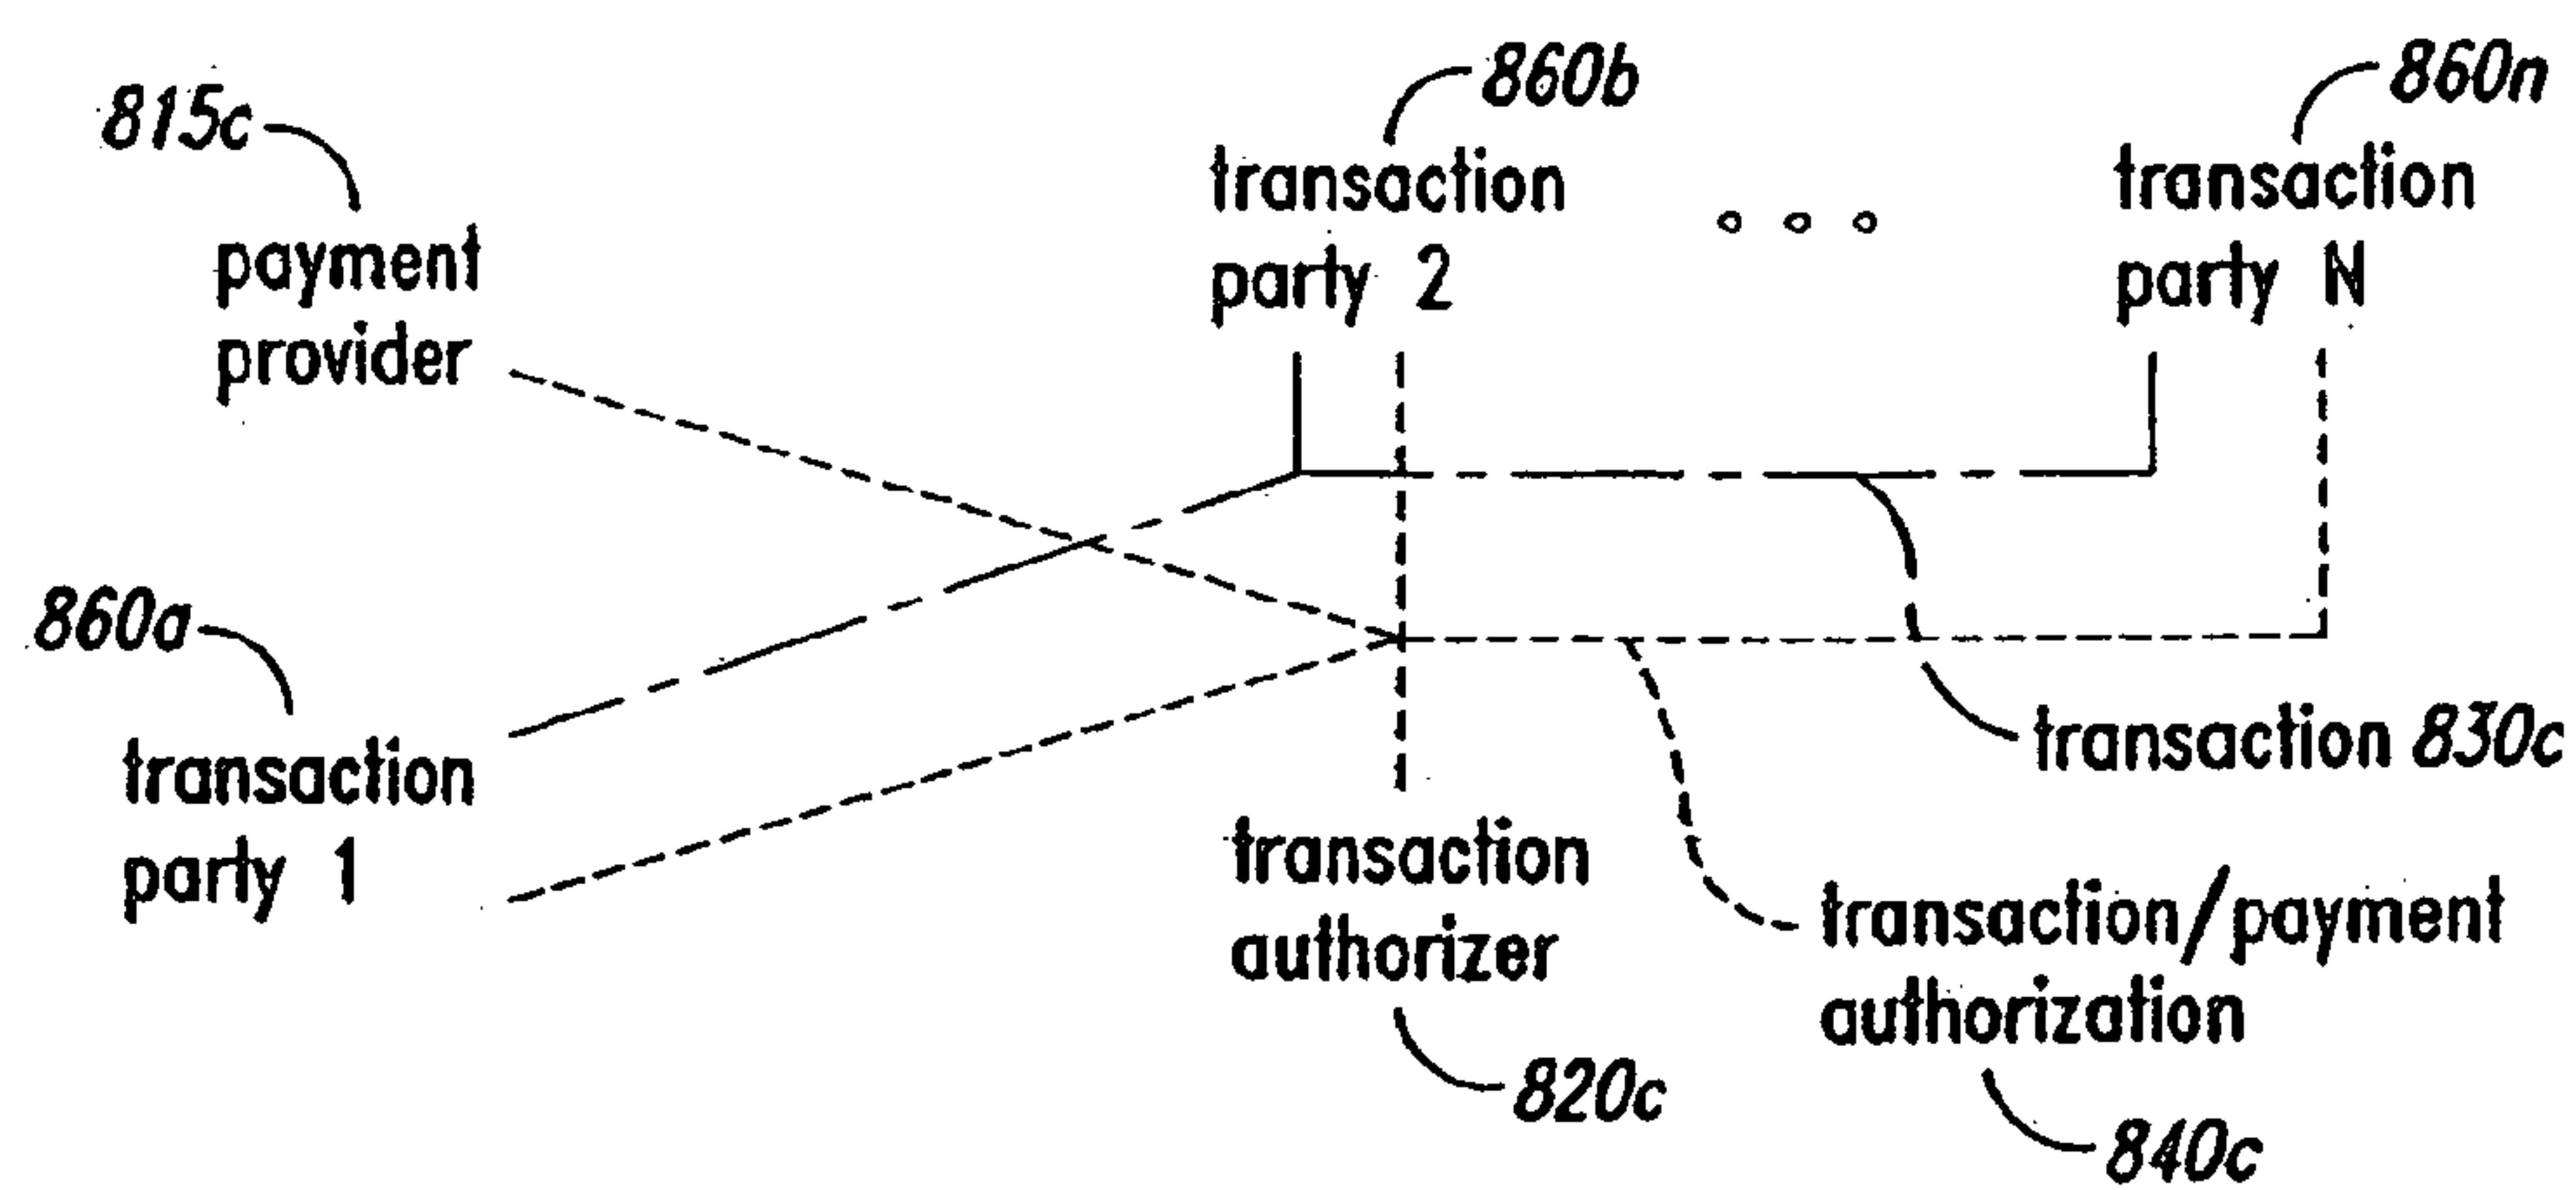 815c
payment
provider
860b
transaction
party 2
860n
transaction
party N
860a
transaction
party 1
transaction 830c
transaction
authorizer
820c
transaction/payment
authorization
840c